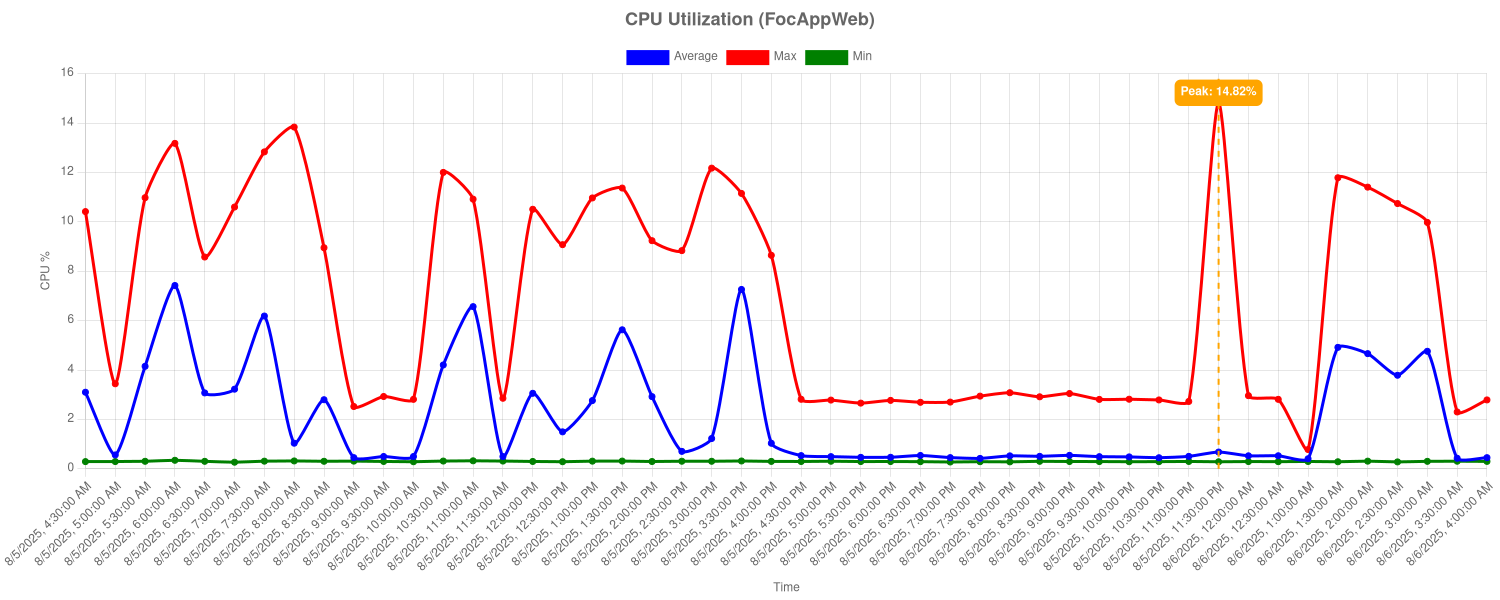 CPU Utilization (FocAppWeb)
Average Max Min
Peak: 14.82%
16
14
12
10
8
6
4
2
0
CPU %
8/5/2025, 4:30:00 AM
8/5/2025, 5:00:00 AM
8/5/2025, 5:30:00 AM
8/5/2025, 6:00:00 AM
8/5/2025, 6:30:00 AM
8/5/2025, 7:00:00 AM
8/5/2025, 7:30:00 AM
8/5/2025, 8:00:00 AM
8/5/2025, 8:30:00 AM
8/5/2025, 9:00:00 AM
8/5/2025, 9:30:00 AM
8/5/2025, 10:00:00 AM
8/5/2025, 10:30:00 AM
8/5/2025, 11:00:00 AM
8/5/2025, 11:30:00 AM
8/5/2025, 12:00:00 PM
8/5/2025, 12:30:00 PM
8/5/2025, 1:00:00 PM
8/5/2025, 1:30:00 PM
8/5/2025, 2:00:00 PM
8/5/2025, 2:30:00 PM
8/5/2025, 3:00:00 PM
8/5/2025, 3:30:00 PM
8/5/2025, 4:00:00 PM
8/5/2025, 4:30:00 PM
8/5/2025, 5:00:00 PM
8/5/2025, 5:30:00 PM
8/5/2025, 6:00:00 PM
8/5/2025, 6:30:00 PM
8/5/2025, 7:00:00 PM
8/5/2025, 7:30:00 PM
8/5/2025, 8:00:00 PM
8/5/2025, 8:30:00 PM
8/5/2025, 9:00:00 PM
8/5/2025, 9:30:00 PM
8/5/2025, 10:00:00 PM
8/5/2025, 10:30:00 PM
8/5/2025, 11:00:00 PM
8/5/2025, 11:30:00 PM
8/6/2025, 12:00:00 AM
8/6/2025, 12:30:00 AM
8/6/2025, 1:00:00 AM
8/6/2025, 1:30:00 AM
8/6/2025, 2:00:00 AM
8/6/2025, 2:30:00 AM
8/6/2025, 3:00:00 AM
8/6/2025, 3:30:00 AM
8/6/2025, 4:00:00 AM
Time